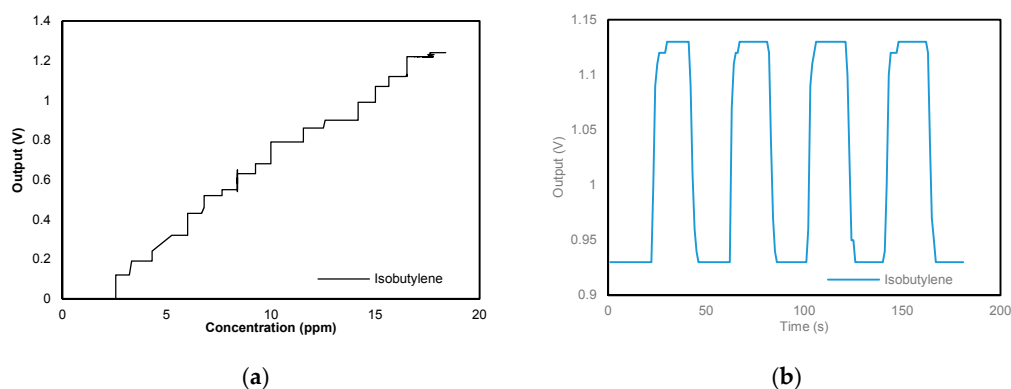 1.4
1.2
1
0.8
0.6
0.4
0.2
0
Output (V)
Isobutylene
0 5 10 15 20
Concentration (ppm)
(a)
1.15
1.1
1.05
1
0.95
0.9
Output (V)
Isobutylene
0 50 100 150 200
Time (s)
(b)